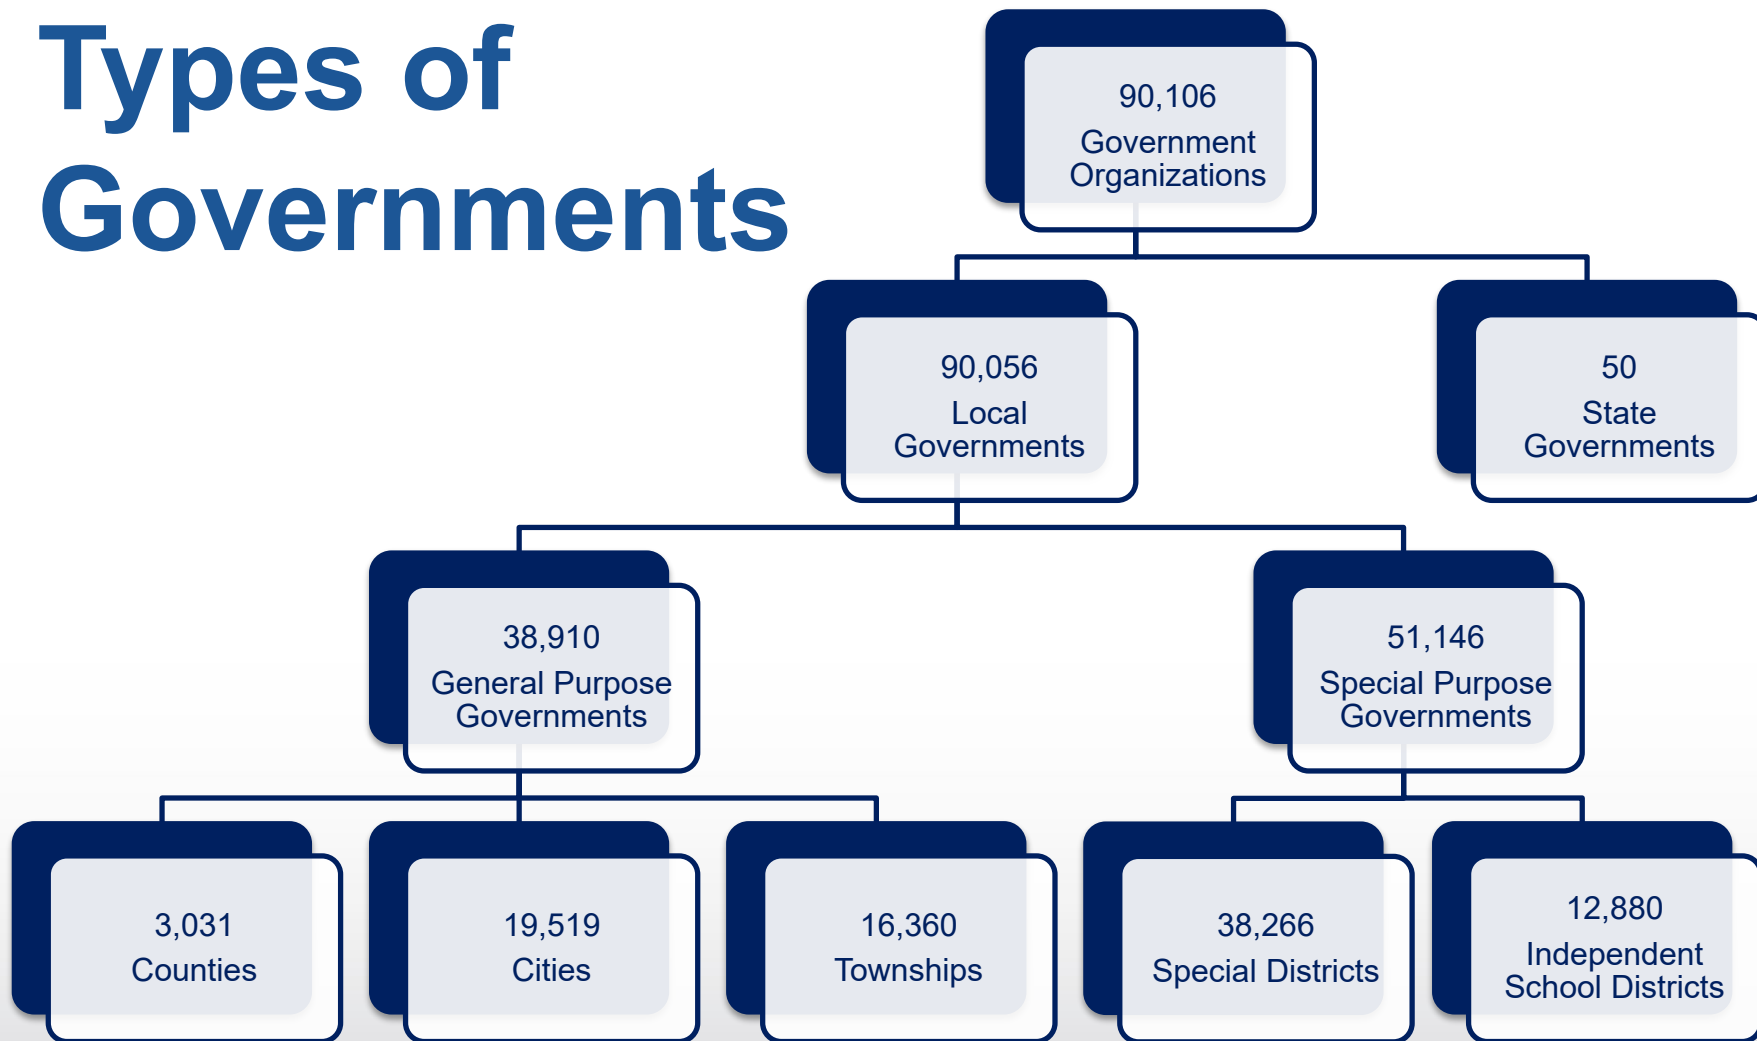 Types of
Governments
90,106
Government
Organizations
90,056
Local
Governments
50
State
Governments
38,910
General Purpose
Governments
51,146
Special Purpose
Governments
3,031
Counties
19,519
Cities
16,360
Townships
38,266
Special Districts
12,880
Independent
School Districts